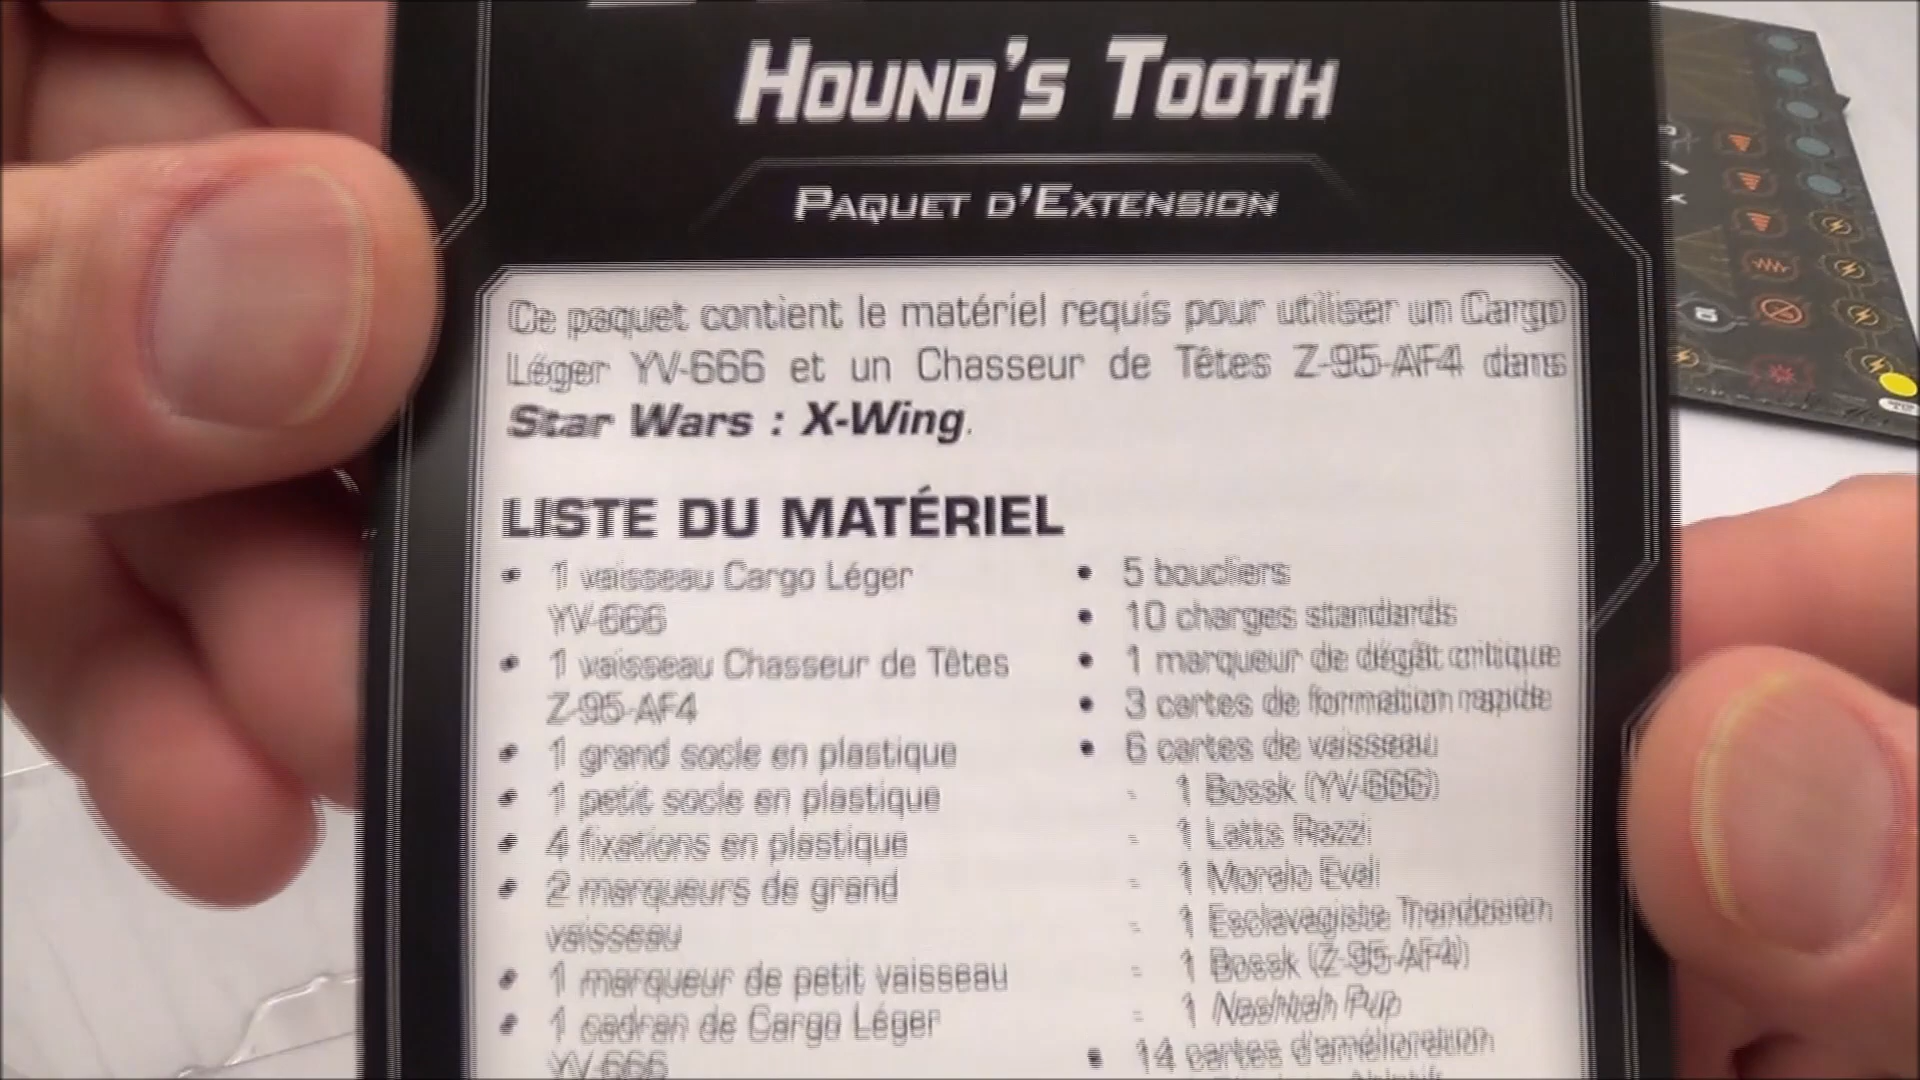 HOUND'S TOOTH
PAQUET D'EXTENSION
Ce paquet contient le matériel requis pour utiliser un Cargo
Léger YV-666 et un Chasseur de Têtes Z-95-AF4 dans
Star Wars : X-Wing.
LISTE DU MATÉRIEL
• 1 vaisseau Cargo Léger
YV-666
• 1 vaisseau Chasseur de Têtes
Z-95-AF4
• 1 grand socle en plastique
• 1 petit socle en plastique
• 4 fixations en plastique
• 2 marqueurs de grand
vaisseau
• 1 marqueur de petit vaisseau
• 1 cadran de Cargo Léger
YV-666
• 5 boucliers
• 10 charges standards
• 1 marqueur de dégât critique
• 3 cartes de formation rapide
• 6 cartes de vaisseau
- 1 Bossk (YV-666)
- 1 Latts Razzi
- 1 Moralo Eval
- 1 Esclavagiste Trandosien
- 1 Bossk (Z-95-AF4)
- 1 Nashtah Pup
• 14 cartes d'amélioration